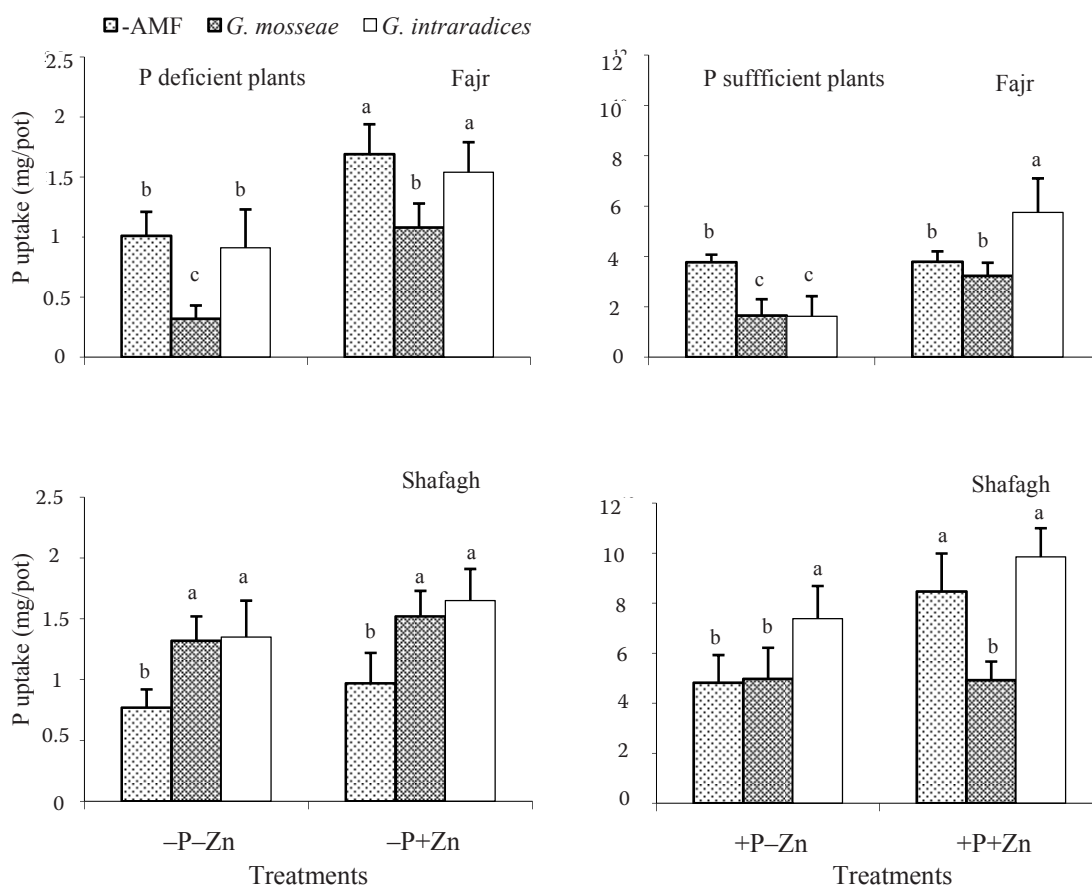 -AMF G. mosseae G. intraradices
P deficient plants Fajr
P uptake (mg/pot)
2.5
2
1.5
1
0.5
0
b c b a b a
P suffficient plants Fajr
12
10
8
6
4
2
0
b c c b b a
Shafagh
P uptake (mg/pot)
2.5
2
1.5
1
0.5
0
b a a b a a
–P–Zn –P+Zn
Treatments
Shafagh
12
10
8
6
4
2
0
b b a a b a
+P–Zn +P+Zn
Treatments